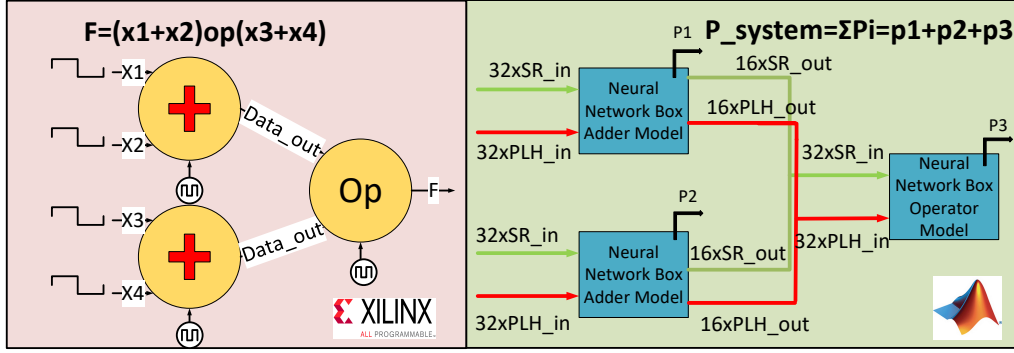 F=(x1+x2)op(x3+x4)
X1
X2
Data_out
Op
F
X3
X4
Data_out
XILINX
ALL PROGRAMMABLE™
P_system=ΣPi=p1+p2+p3
P1
32xSR_in
16xSR_out
Neural
Network Box
Adder Model
16xPLH_out
32xPLH_in
P3
32xSR_in
Neural
Network Box
Operator
Model
P2
32xSR_in
32xPLH_in
Neural
Network Box
Adder Model
16xSR_out
32xPLH_in
16xPLH_out